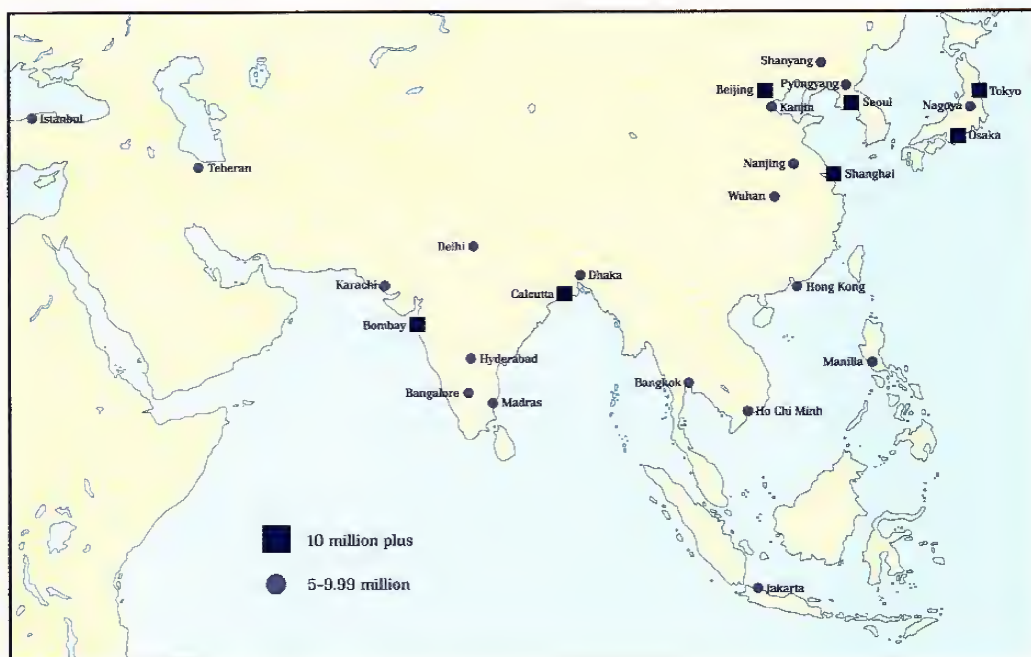 Shanyang
Pyongyang
Beijing
Seoul
Tokyo
Kanjin
Nagoya
Osaka
Istanbul
Teheran
Nanjing
Shanghai
Wuhan
Delhi
Dhaka
Karachi
Calcutta
Hong Kong
Bombay
Hyderabad
Manilla
Bangkok
Bangalore
Madras
Ho Chi Minh
10 million plus
5-9.99 million
Jakarta